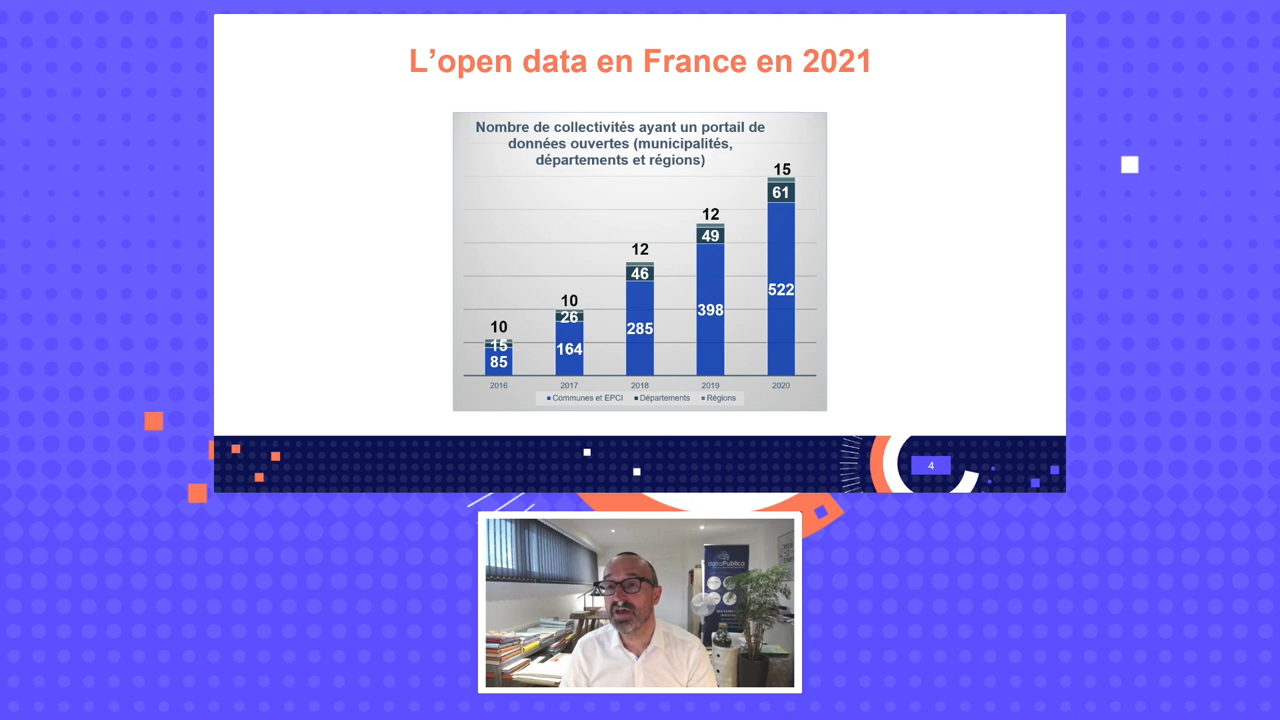 L’open data en France en 2021
Nombre de collectivités ayant un portail de
données ouvertes (municipalités,
départements et régions)
15
61
12
49
12
46
522
10
26
398
10
15
285
164
85
2016 2017 2018 2019 2020
Communes et EPCI Départements Régions
4